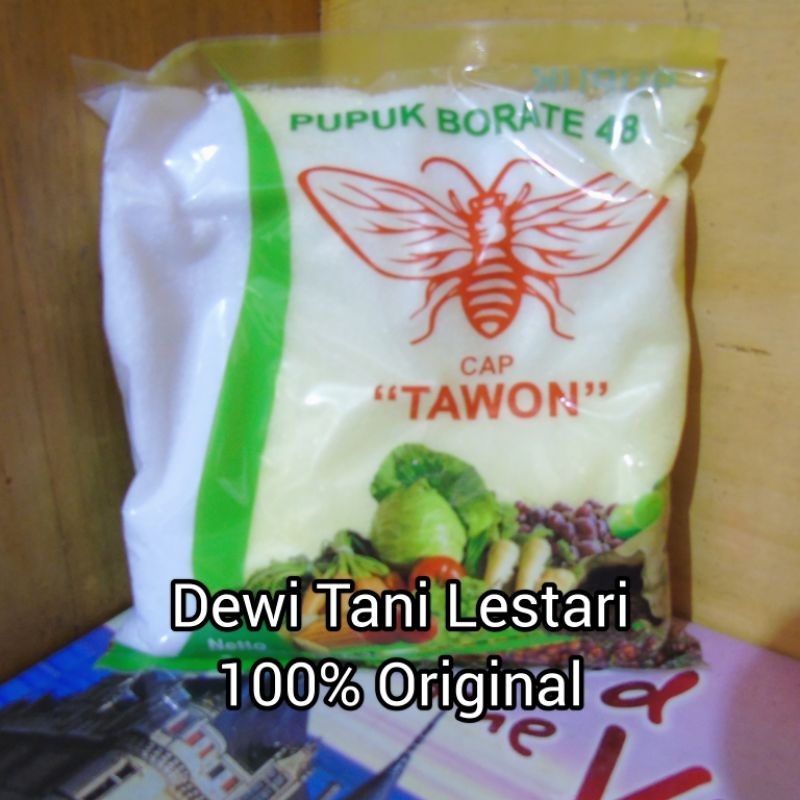 PUPUK BORATE 48
CAP
“TAWON”
Dewi Tani Lestari
Netto
100% Original